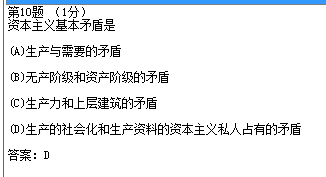 第10题 （1分）
资本主义基本矛盾是
(A)生产与需要的矛盾
(B)无产阶级和资产阶级的矛盾
(C)生产力和上层建筑的矛盾
(D)生产的社会化和生产资料的资本主义私人占有的矛盾
答案: D